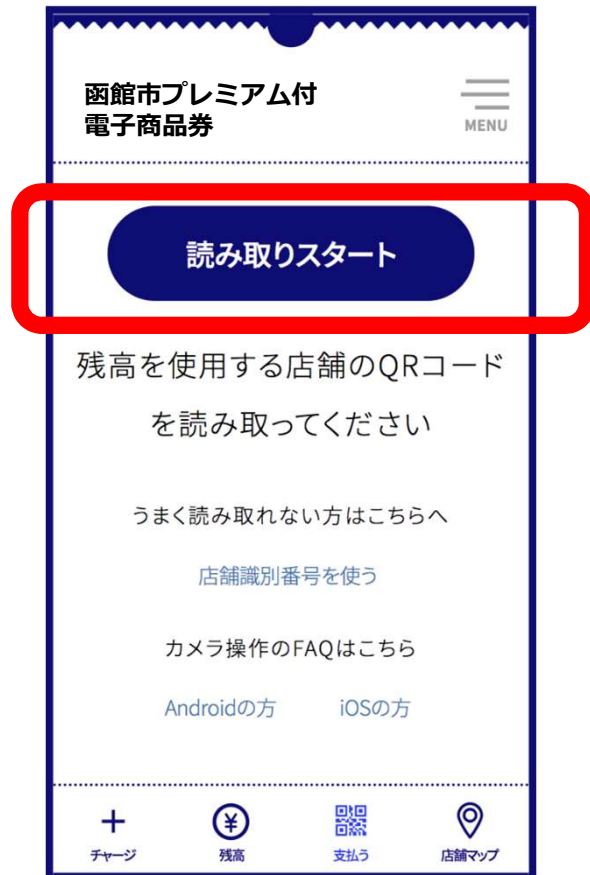 函館市プレミアム付
電子商品券
MENU
読み取りスタート
残高を使用する店舗のQRコード
を読み取ってください
うまく読み取れない方はこちらへ
店舗識別番号を使う
カメラ操作のFAQはこちら
Androidの方 iOSの方
チャージ 残高 支払う 店舗マップ